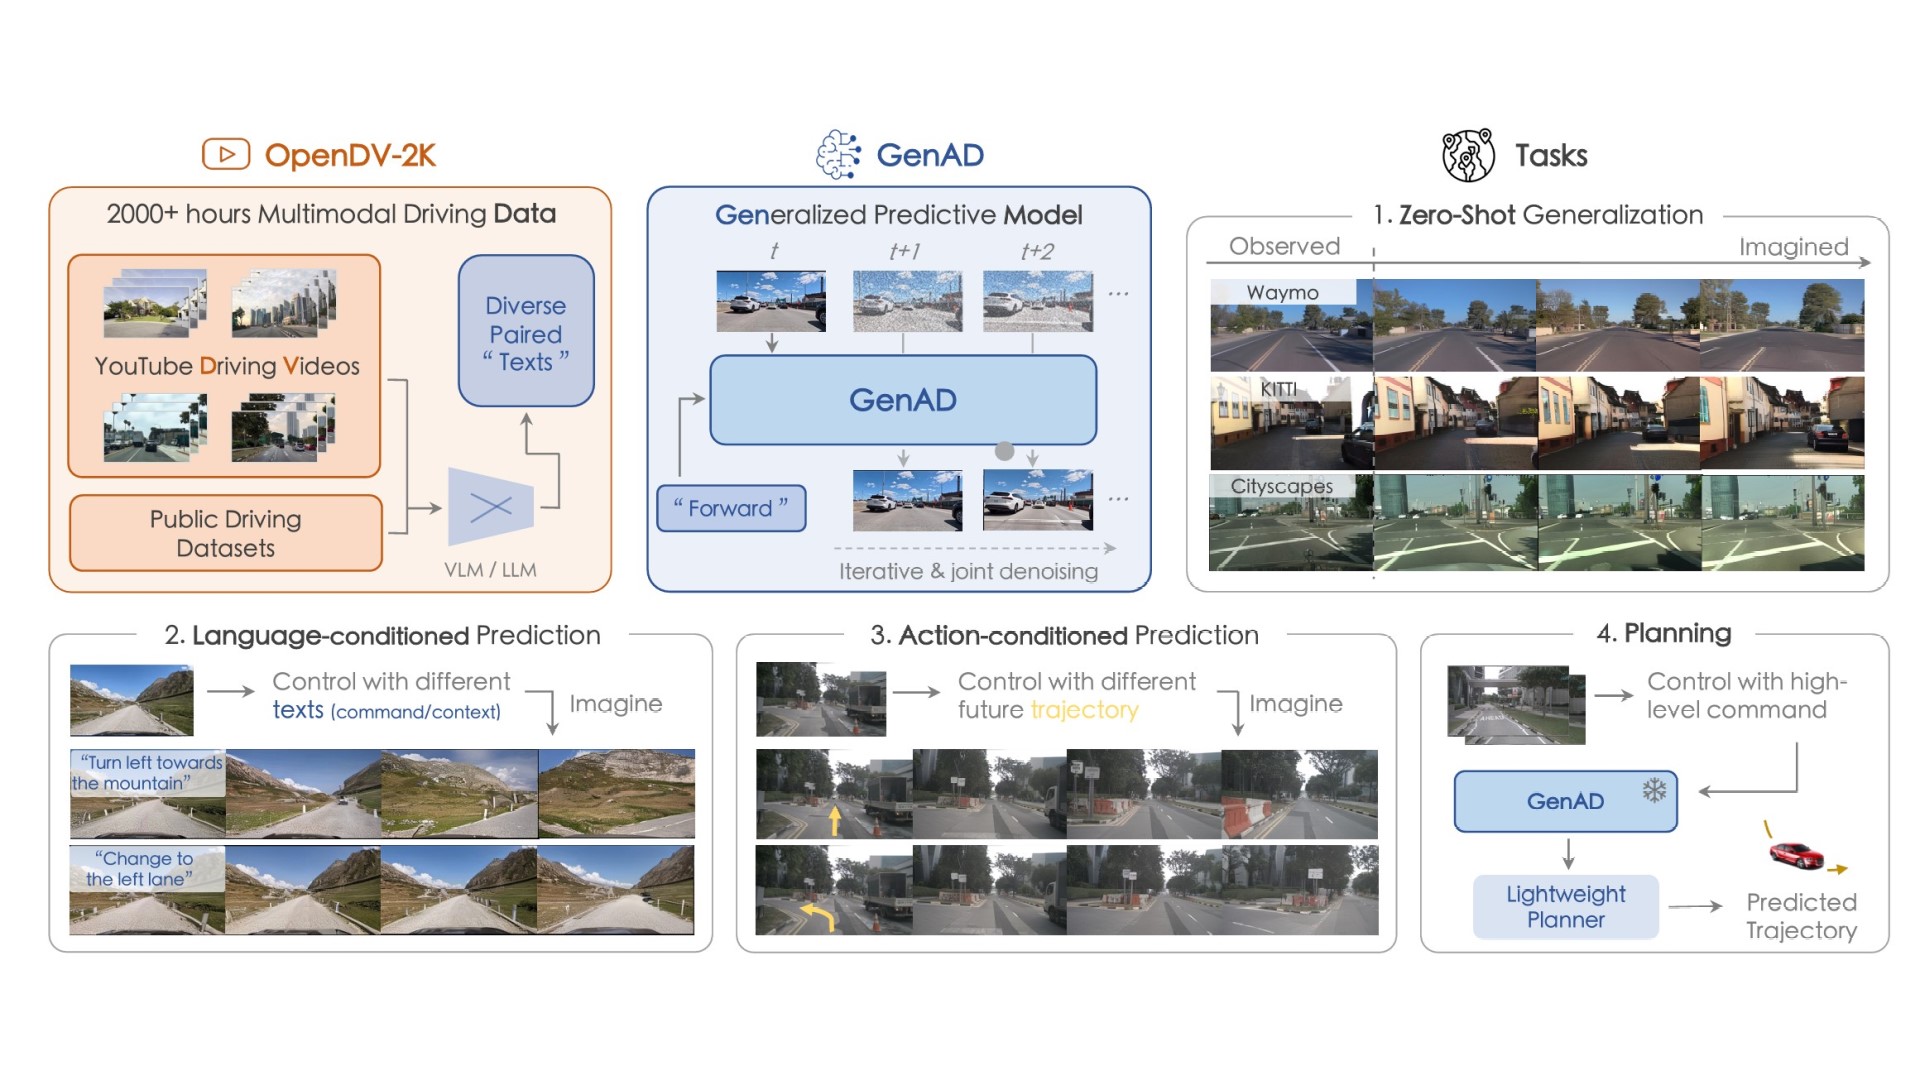 OpenDV-2K
2000+ hours Multimodal Driving Data
YouTube Driving Videos
Public Driving
Datasets
Diverse
Paired
“ Texts ”
VLM / LLM
GenAD
Generalized Predictive Model
t
t+1
t+2
...
GenAD
“ Forward ”
...
Iterative & joint denoising
Tasks
1. Zero-Shot Generalization
Observed
Imagined
Waymo
KITTI
Cityscapes
2. Language-conditioned Prediction
Control with different
texts (command/context)
Imagine
“Turn left towards
the mountain”
“Change to
the left lane”
3. Action-conditioned Prediction
Control with different
future trajectory
Imagine
4. Planning
Control with high-
level command
GenAD
Lightweight
Planner
Predicted
Trajectory